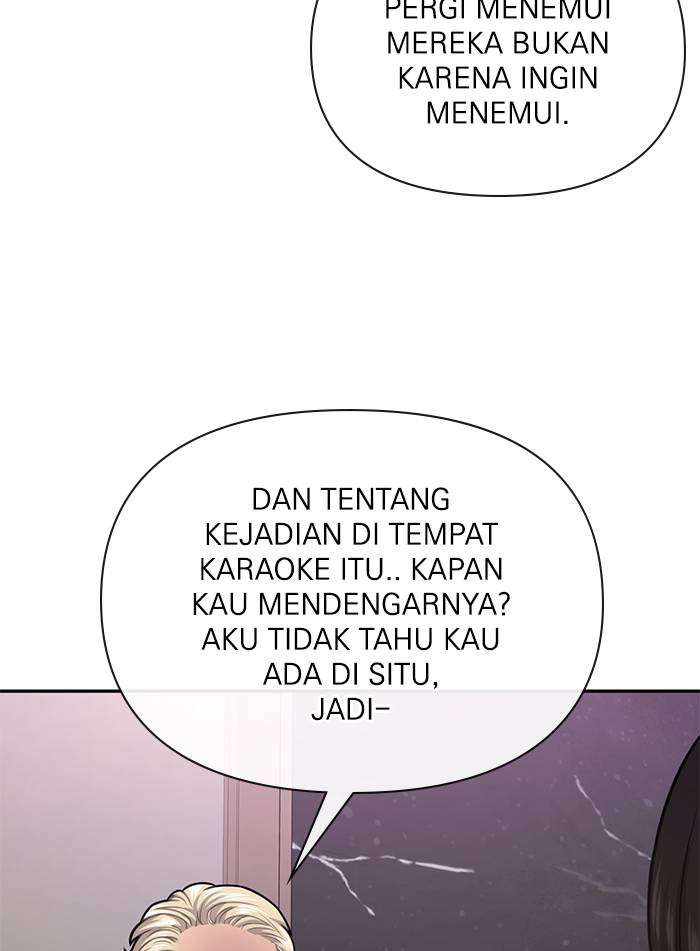 PERGI MENEMUI
MEREKA BUKAN
KARENA INGIN
MENEMUI.
DAN TENTANG
KEJADIAN DI TEMPAT
KARAOKE ITU.. KAPAN
KAU MENDENGARNYA?
AKU TIDAK TAHU KAU
ADA DI SITU,
JADI-